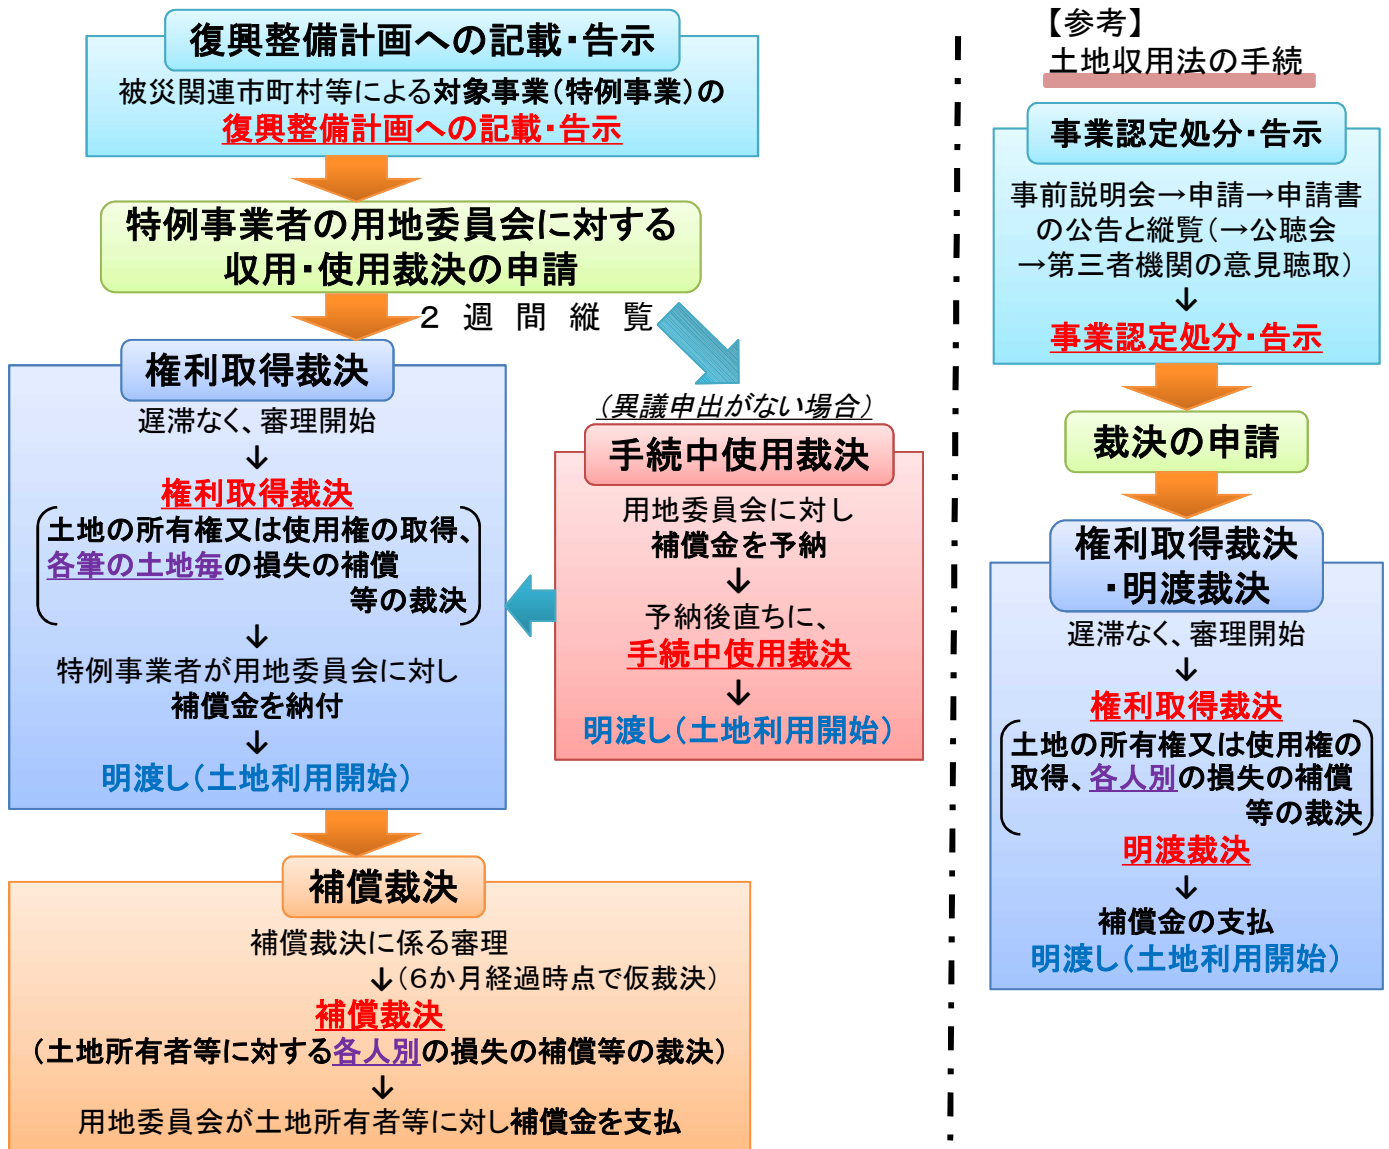 復興整備計画への記載・告示
被災関連市町村等による対象事業（特例事業）の
復興整備計画への記載・告示
特例事業者の用地委員会に対する
収用・使用裁決の申請
２週間縦覧
権利取得裁決
遅滞なく、審理開始
↓
権利取得裁決
土地の所有権又は使用権の取得、
各筆の土地毎の損失の補償
等の裁決
↓
特例事業者が用地委員会に対し
補償金を納付
↓
明渡し（土地利用開始）
（異議申出がない場合）
手続中使用裁決
用地委員会に対し
補償金を予納
↓
予納後直ちに、
手続中使用裁決
↓
明渡し（土地利用開始）
補償裁決
補償裁決に係る審理
↓（６か月経過時点で仮裁決）
補償裁決
（土地所有者等に対する各人別の損失の補償等の裁決）
↓
用地委員会が土地所有者等に対し補償金を支払
【参考】
土地収用法の手続
事業認定処分・告示
事前説明会→申請→申請書
の公告と縦覧（→公聴会
→第三者機関の意見聴取）
↓
事業認定処分・告示
裁決の申請
権利取得裁決
・明渡裁決
遅滞なく、審理開始
↓
権利取得裁決
土地の所有権又は使用権の
取得、各人別の損失の補償
等の裁決
明渡裁決
↓
補償金の支払
明渡し（土地利用開始）